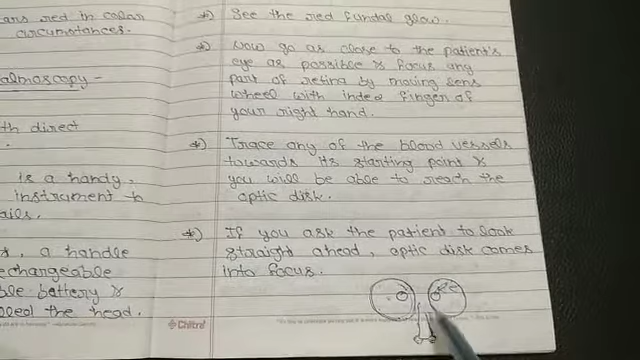 ars red in colour
circumstances.
almoscopy -
th direct
is a handy,
instrument to
ails.
a handle
echangeable
ble battery &
the head.
*) See the red fundal glow.
*) Now go as close to the patient's
eye as possible & focus any
part of retina by moving lens
wheel with index finger of
your right hand.
*) Trace any of the blood vessels
towards its starting point &
you will be able to reach the
optic disk.
*) If you ask the patient to look
straight ahead, optic disk comes
into focus.
Chitra